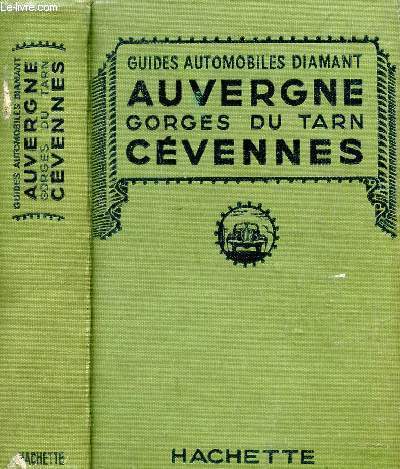 Le-livre.com
GUIDES AUTOMOBILES DIAMANT
AUVERGNE
GORGES DU TARN
CÉVENNES
HACHETTE
GUIDES AUTOMOBILES DIAMANT
AUVERGNE
GORGES DU TARN
CÉVENNES
HACHETTE